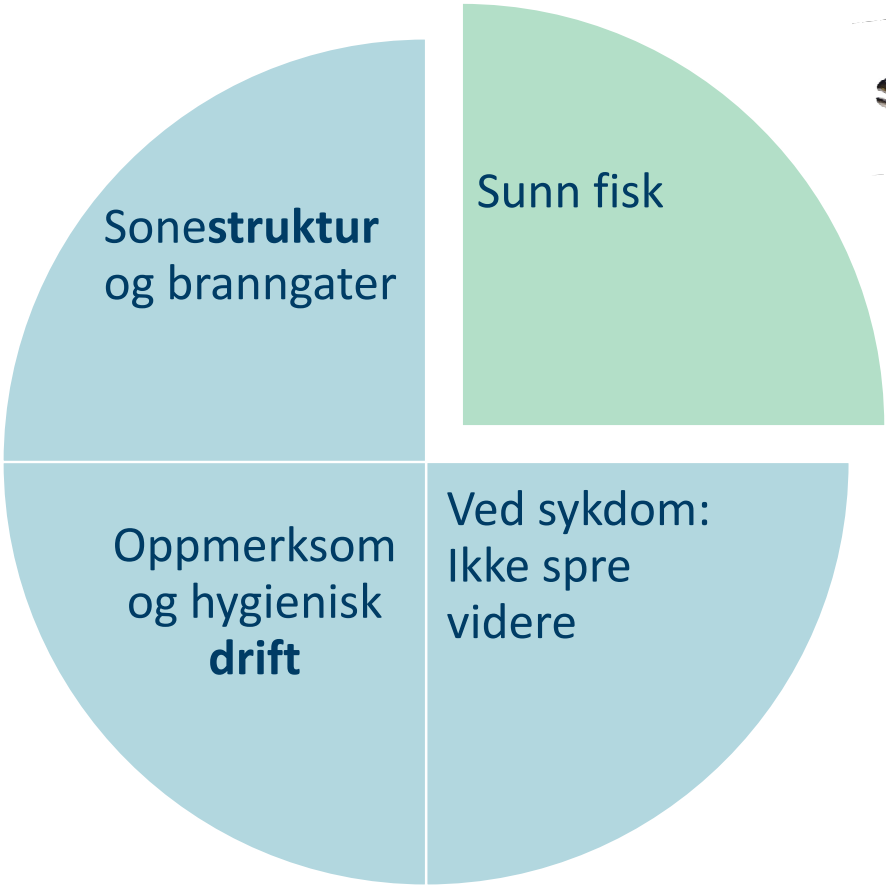 Sunn fisk
Sonestruktur
og branngater
Ved sykdom:
Ikke spre
videre
Oppmerksom
og hygienisk
drift